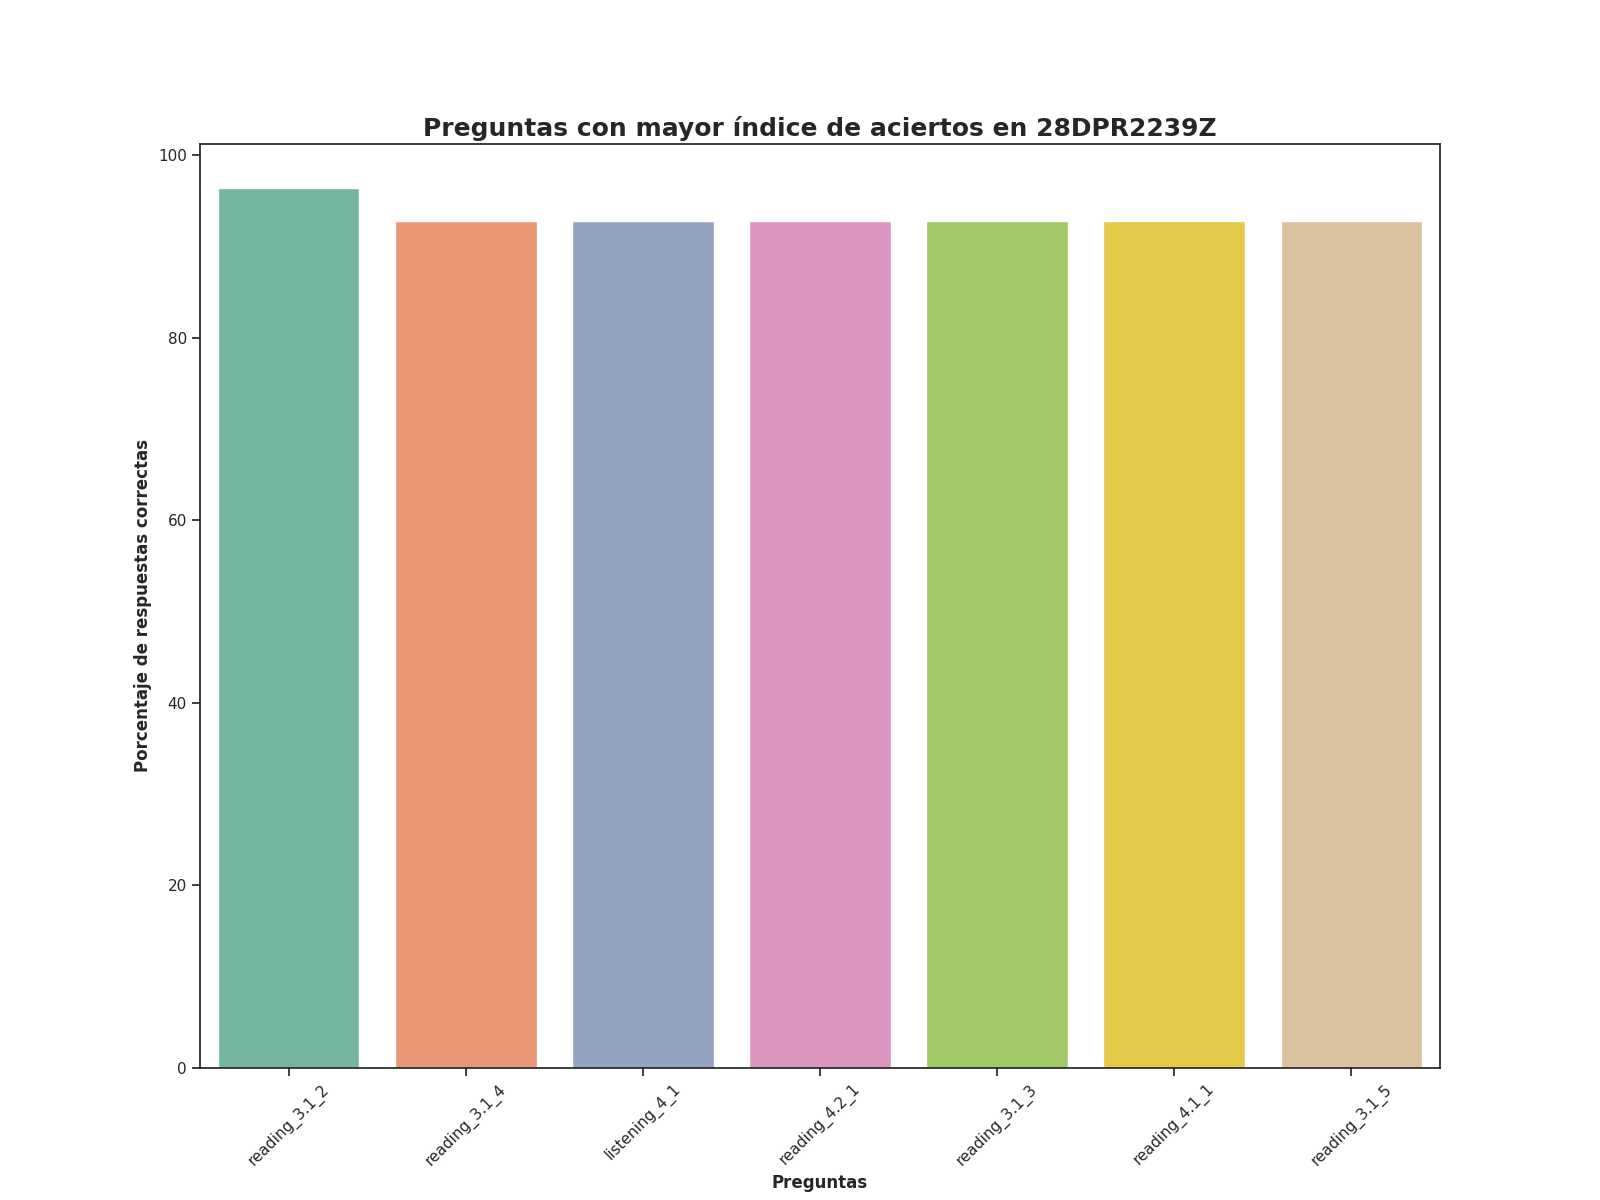 Preguntas con mayor índice de aciertos en 28DPR2239Z
Porcentaje de respuestas correctas
100
80
60
40
20
0
reading_3.1_2
reading_3.1_4
listening_4_1
reading_4.2_1
reading_3.1_3
reading_4.1_1
reading_3.1_5
Preguntas